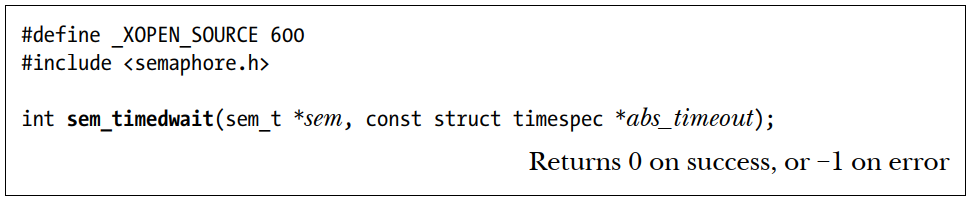 #define _XOPEN_SOURCE 600
#include <semaphore.h>
int sem_timedwait(sem_t *sem, const struct timespec *abs_timeout);
Returns 0 on success, or –1 on error